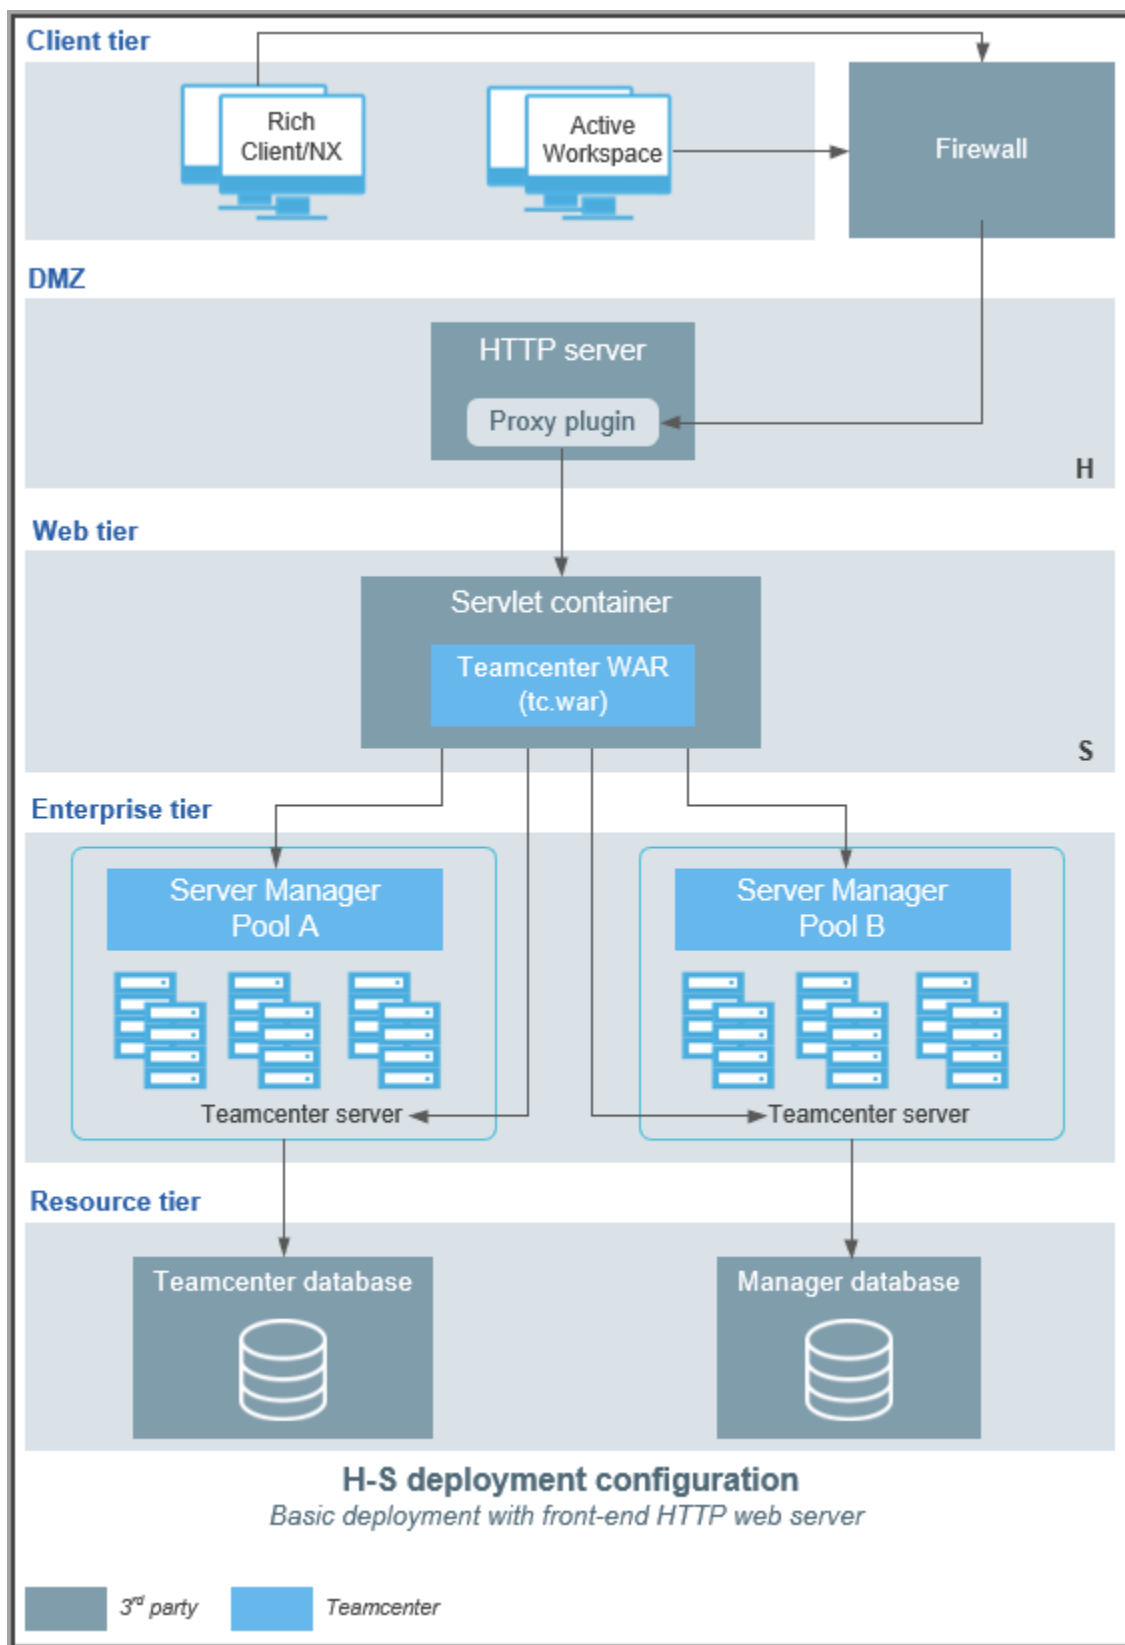 Client tier
Rich
Client/NX
Active
Workspace
Firewall
DMZ
HTTP server
Proxy plugin
H
Web tier
Servlet container
Teamcenter WAR
(tc.war)
S
Enterprise tier
Server Manager
Pool A
Server Manager
Pool B
Teamcenter server
Teamcenter server
Resource tier
Teamcenter database
Manager database
H-S deployment configuration
Basic deployment with front-end HTTP web server
3rd party
Teamcenter